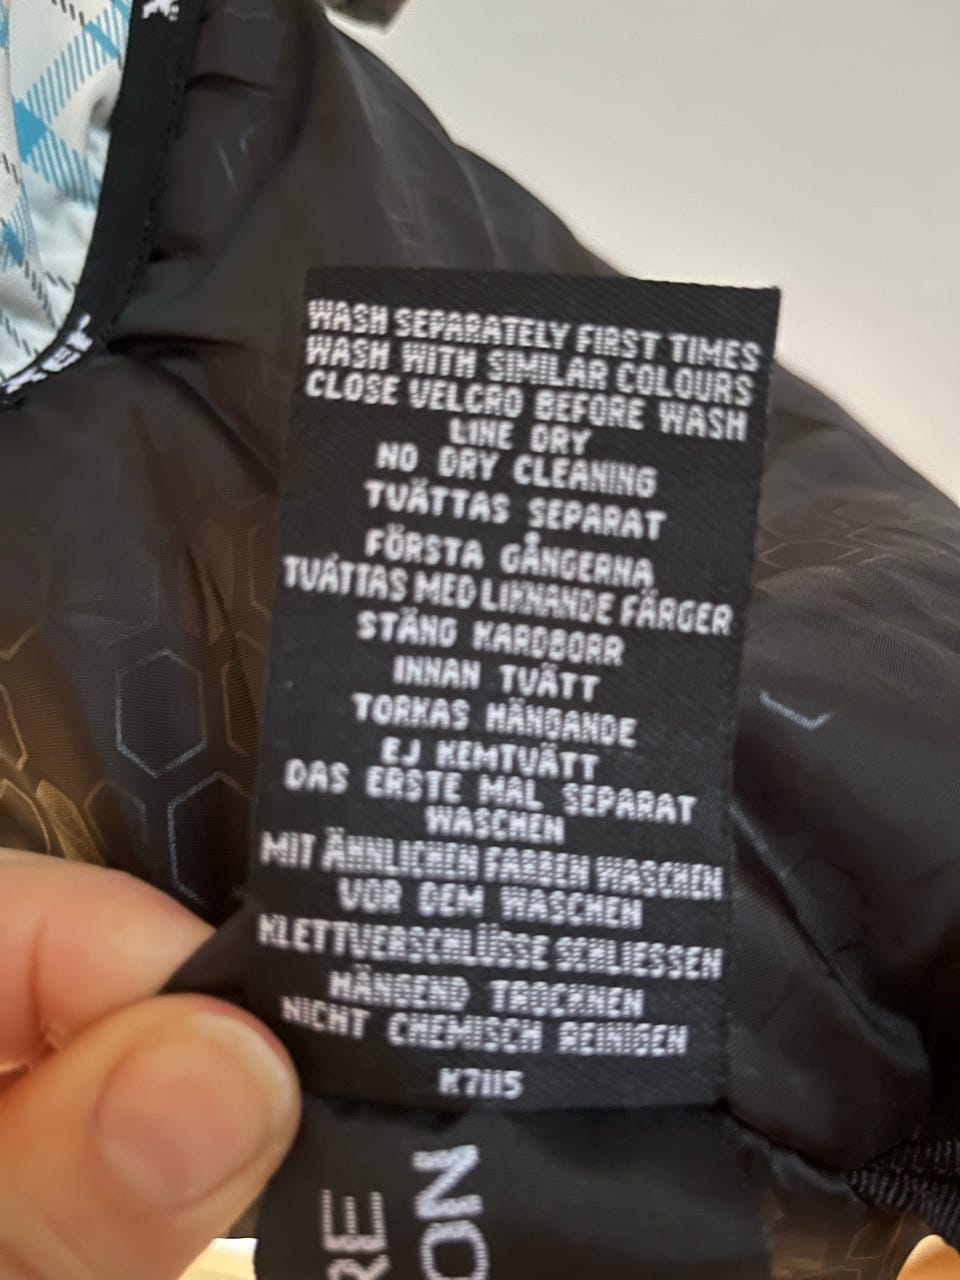 WASH SEPARATELY FIRST TIMES
WASH WITH SIMILAR COLOURS
CLOSE VELCRO BEFORE WASH
LINE DRY
NO DRY CLEANING
TVÄTTAS SEPARAT
FÖRSTA GÅNGERNA
TVÄTTAS MED LIKNANDE FÄRGER
STÄNG KARDBORR
INNAN TVÄTT
TORKAS HÄNGANDE
EJ KEMTVÄTT
DAS ERSTE MAL SEPARAT
WASCHEN
MIT ÄHNLICHEN FARBEN WASCHEN
VOR DEM WASCHEN
KLETTVERSCHLÜSSE SCHLIESSEN
HÄNGEND TROCKNEN
NICHT CHEMISCH REINIGEN
K7115
RE
ON